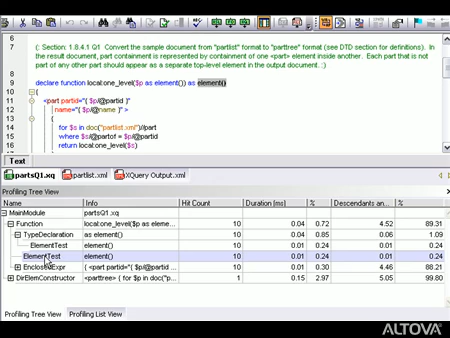 6
7
(: Section: 1.8.4.1 Q1 Convert the sample document from "partlist" format to "parttree" format (see DTD section for definitions). In
the result document, part containment is represented by containment of one <part> element inside another. Each part that is not
part of any other part should appear as a separate top-level element in the output document. :)
8
9 declare function local:one_level($p as element()) as element()
10 {
11 <part partid="{ $p/@partid }"
12 name="{ $p/@name }" >
13 {
14 for $s in doc("partlist.xml")//part
15 where $s/@partof = $p/@partid
16 return local:one_level($s)
Text
partsQ1.xq partlist.xml XQuery Output.xml
Profiling Tree View
Name Info Hit Count Duration (ms) % Descendants an... %
MainModule partsQ1.xq
Function local:one_level($p as eleme... 10 0.04 0.72 4.52 89.31
TypeDeclaration as element() 10 0.04 0.85 0.06 1.09
ElementTest element() 10 0.01 0.24 0.01 0.24
ElementTest element() 10 0.01 0.24 0.01 0.24
EnclosedExpr { <part partid="{ $p/@partid ... 10 0.01 0.30 4.46 88.21
DirElemConstructor <parttree> { for $p in doc("p... 1 0.15 2.97 5.05 99.80
Profiling Tree View Profiling List View
ALTOVA®